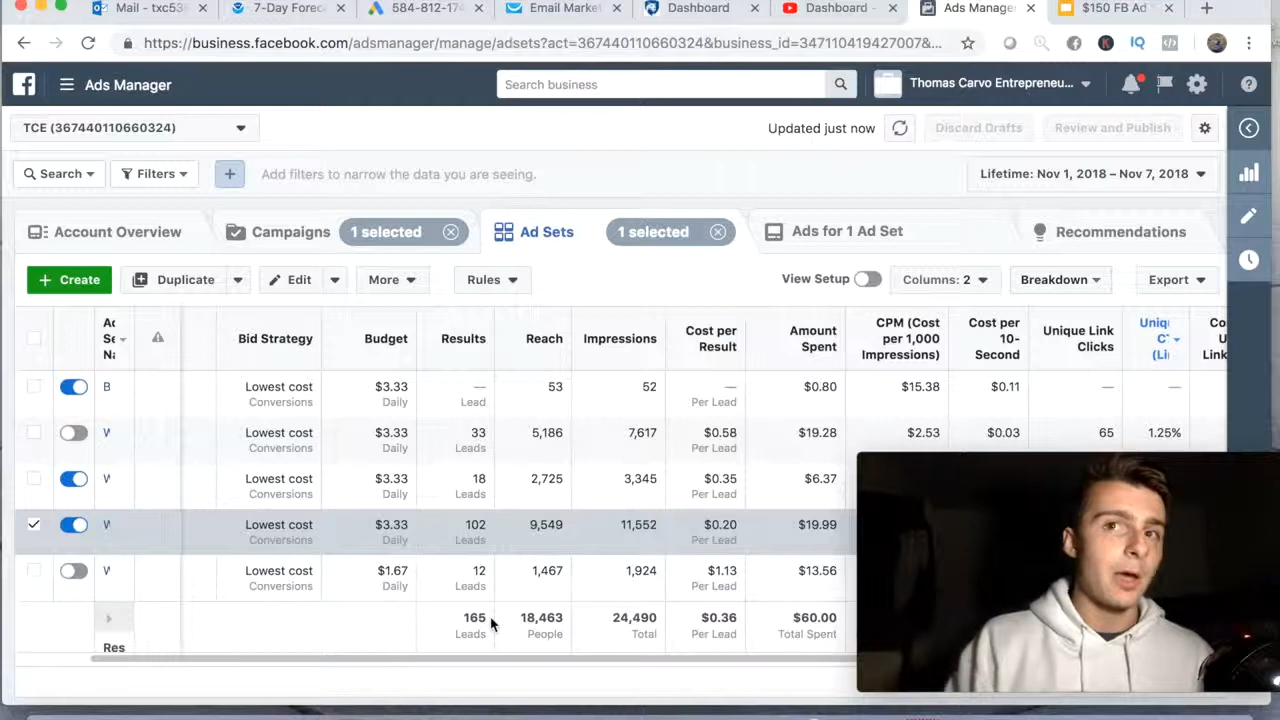 Mail - txc53
7-Day Forec
584-812-17
Email Marke
Dashboard
Dashboard -
Ads Manage
$150 FB Ad
https://business.facebook.com/adsmanager/manage/adsets?act=367440110660324&business_id=347110419427007&...
K IQ
Ads Manager
Search business
Thomas Carvo Entrepreneu...
TCE (367440110660324)
Updated just now
Discard Drafts
Review and Publish
Search
Filters
Add filters to narrow the data you are seeing.
Lifetime: Nov 1, 2018 – Nov 7, 2018
Account Overview
Campaigns
1 selected
Ad Sets
1 selected
Ads for 1 Ad Set
Recommendations
+ Create
Duplicate
Edit
More
Rules
View Setup
Columns: 2
Breakdown
Export
Bid Strategy
Budget
Results
Reach
Impressions
Cost per Result
Amount Spent
CPM (Cost per 1,000 Impressions)
Cost per 10-Second
Unique Link Clicks
B Lowest cost $3.33 — 53 52 — $0.80 $15.38 $0.11 — —
Conversions Daily Lead Per Lead
Lowest cost $3.33 33 5,186 7,617 $0.58 $19.28 $2.53 $0.03 65 1.25%
Conversions Daily Leads Per Lead
Lowest cost $3.33 18 2,725 3,345 $0.35 $6.37
Conversions Daily Leads Per Lead
Lowest cost $3.33 102 9,549 11,552 $0.20 $19.99
Conversions Daily Leads Per Lead
Lowest cost $1.67 12 1,467 1,924 $1.13 $13.56
Conversions Daily Leads Per Lead
165 18,463 24,490 $0.36 $60.00
Leads People Total Per Lead Total Spent
Res